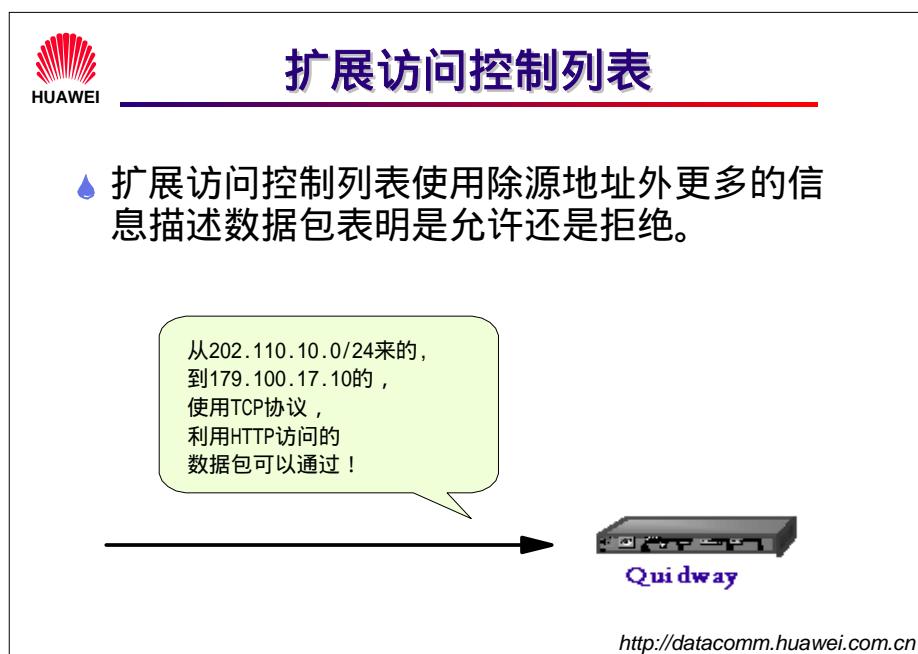 扩展访问控制列表
HUAWEI
扩展访问控制列表使用除源地址外更多的信
息描述数据包表明是允许还是拒绝。
从202.110.10.0/24来的,
到179.100.17.10的，
使用TCP协议，
利用HTTP访问的
数据包可以通过！
Quidway
http://datacomm.huawei.com.cn